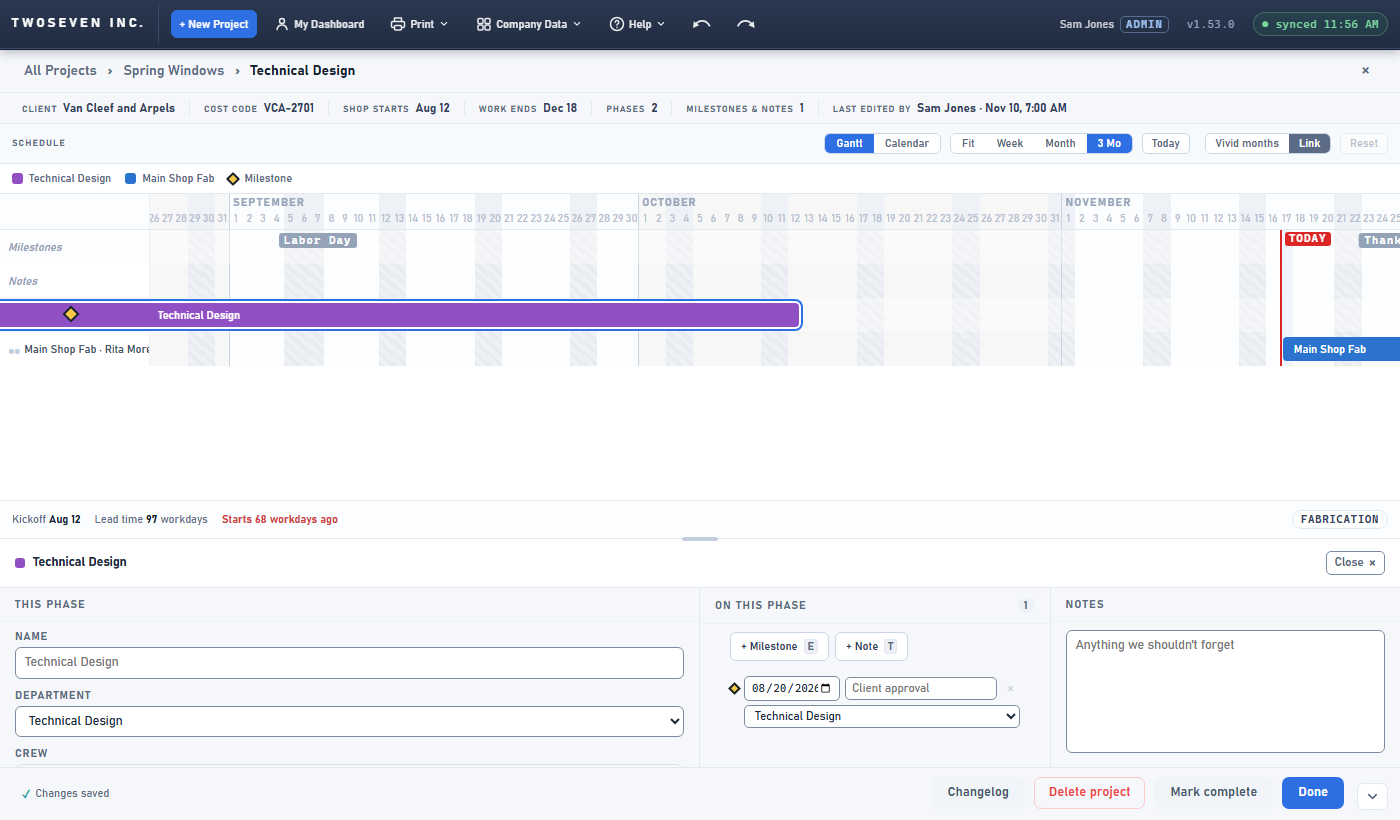 TWOSEVEN INC.
+ New Project
My Dashboard
Print
Company Data
Help
Sam Jones ADMIN
v1.53.0
synced 11:56 AM
All Projects › Spring Windows › Technical Design
×
CLIENT Van Cleef and Arpels
COST CODE VCA-2701
SHOP STARTS Aug 12
WORK ENDS Dec 18
PHASES 2
MILESTONES & NOTES 1
LAST EDITED BY Sam Jones · Nov 10, 7:00 AM
SCHEDULE
Gantt Calendar
Fit Week Month 3 Mo
Today
Vivid months Link
Reset
Technical Design
Main Shop Fab
Milestone
SEPTEMBER OCTOBER NOVEMBER
26 27 28 29 30 31 1 2 3 4 5 6 7 8 9 10 11 12 13 14 15 16 17 18 19 20 21 22 23 24 25 26 27 28 29 30 1 2 3 4 5 6 7 8 9 10 11 12 13 14 15 16 17 18 19 20 21 22 23 24 25 26 27 28 29 30 31 1 2 3 4 5 6 7 8 9 10 11 12 13 14 15 16 17 18 19 20 21 22 23 24 25
Milestones
Labor Day
TODAY
Thank
Notes
Technical Design
Main Shop Fab · Rita More
Main Shop Fab
Kickoff Aug 12
Lead time 97 workdays
Starts 68 workdays ago
FABRICATION
Technical Design
Close ×
THIS PHASE
NAME
Technical Design
DEPARTMENT
Technical Design
CREW
ON THIS PHASE 1
+ Milestone E
+ Note T
08/20/2026
Client approval
×
Technical Design
NOTES
Anything we shouldn't forget
✓ Changes saved
Changelog
Delete project
Mark complete
Done